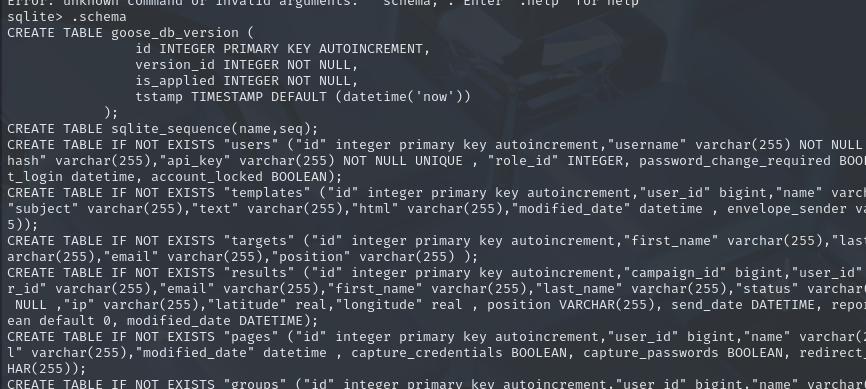 Error: unknown command or invalid arguments: "schema;". Enter ".help" for help
sqlite> .schema
CREATE TABLE goose_db_version (
                id INTEGER PRIMARY KEY AUTOINCREMENT,
                version_id INTEGER NOT NULL,
                is_applied INTEGER NOT NULL,
                tstamp TIMESTAMP DEFAULT (datetime('now'))
            );
CREATE TABLE sqlite_sequence(name,seq);
CREATE TABLE IF NOT EXISTS "users" ("id" integer primary key autoincrement,"username" varchar(255) NOT NULL
hash" varchar(255),"api_key" varchar(255) NOT NULL UNIQUE , "role_id" INTEGER, password_change_required BOO
t_login datetime, account_locked BOOLEAN);
CREATE TABLE IF NOT EXISTS "templates" ("id" integer primary key autoincrement,"user_id" bigint,"name" varch
"subject" varchar(255),"text" varchar(255),"html" varchar(255),"modified_date" datetime , envelope_sender va
5));
CREATE TABLE IF NOT EXISTS "targets" ("id" integer primary key autoincrement,"first_name" varchar(255),"last
archar(255),"email" varchar(255),"position" varchar(255) );
CREATE TABLE IF NOT EXISTS "results" ("id" integer primary key autoincrement,"campaign_id" bigint,"user_id"
r_id" varchar(255),"email" varchar(255),"first_name" varchar(255),"last_name" varchar(255),"status" varchar(
 NULL ,"ip" varchar(255),"latitude" real,"longitude" real , position VARCHAR(255), send_date DATETIME, repo
ean default 0, modified_date DATETIME);
CREATE TABLE IF NOT EXISTS "pages" ("id" integer primary key autoincrement,"user_id" bigint,"name" varchar(2
l" varchar(255),"modified_date" datetime , capture_credentials BOOLEAN, capture_passwords BOOLEAN, redirect_
HAR(255));
CREATE TABLE IF NOT EXISTS "groups" ("id" integer primary key autoincrement,"user_id" bigint,"name" varchar